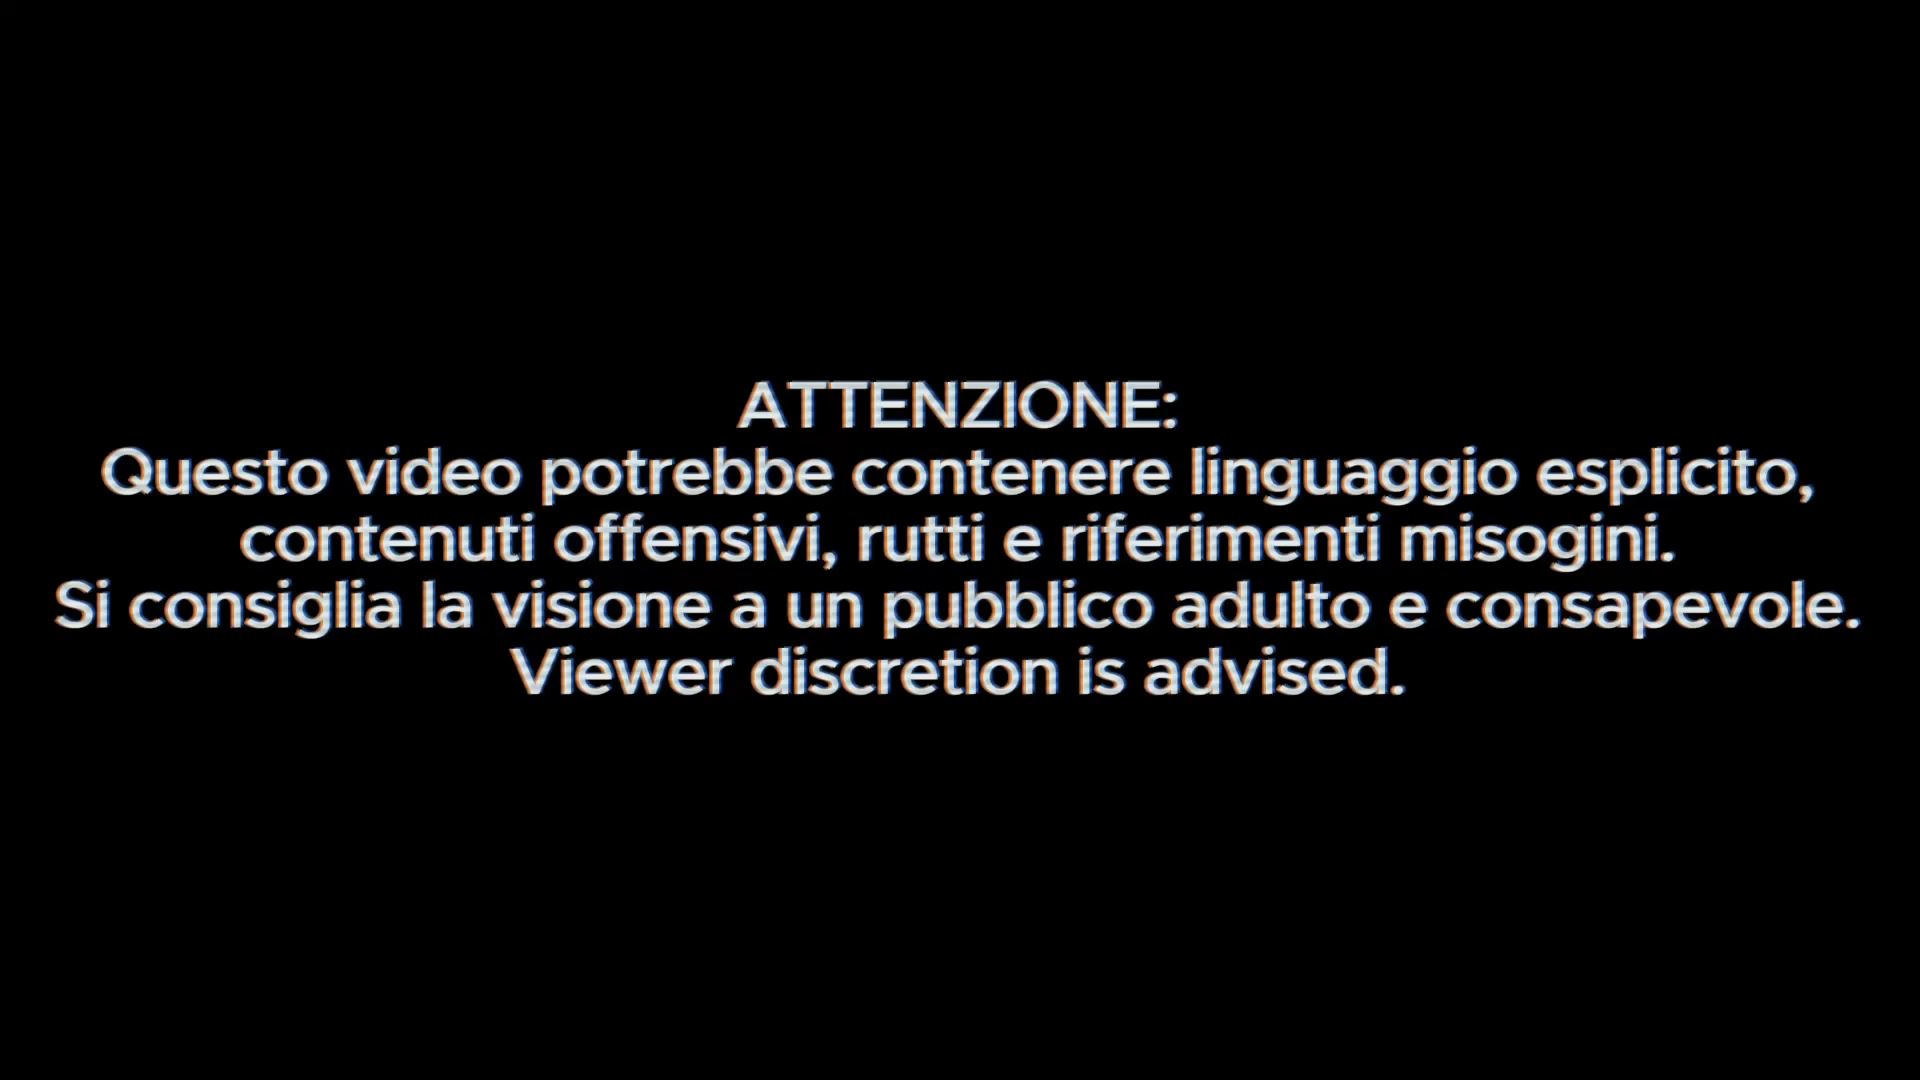 ATTENZIONE:
Questo video potrebbe contenere linguaggio esplicito,
contenuti offensivi, rutti e riferimenti misogini.
Si consiglia la visione a un pubblico adulto e consapevole.
Viewer discretion is advised.